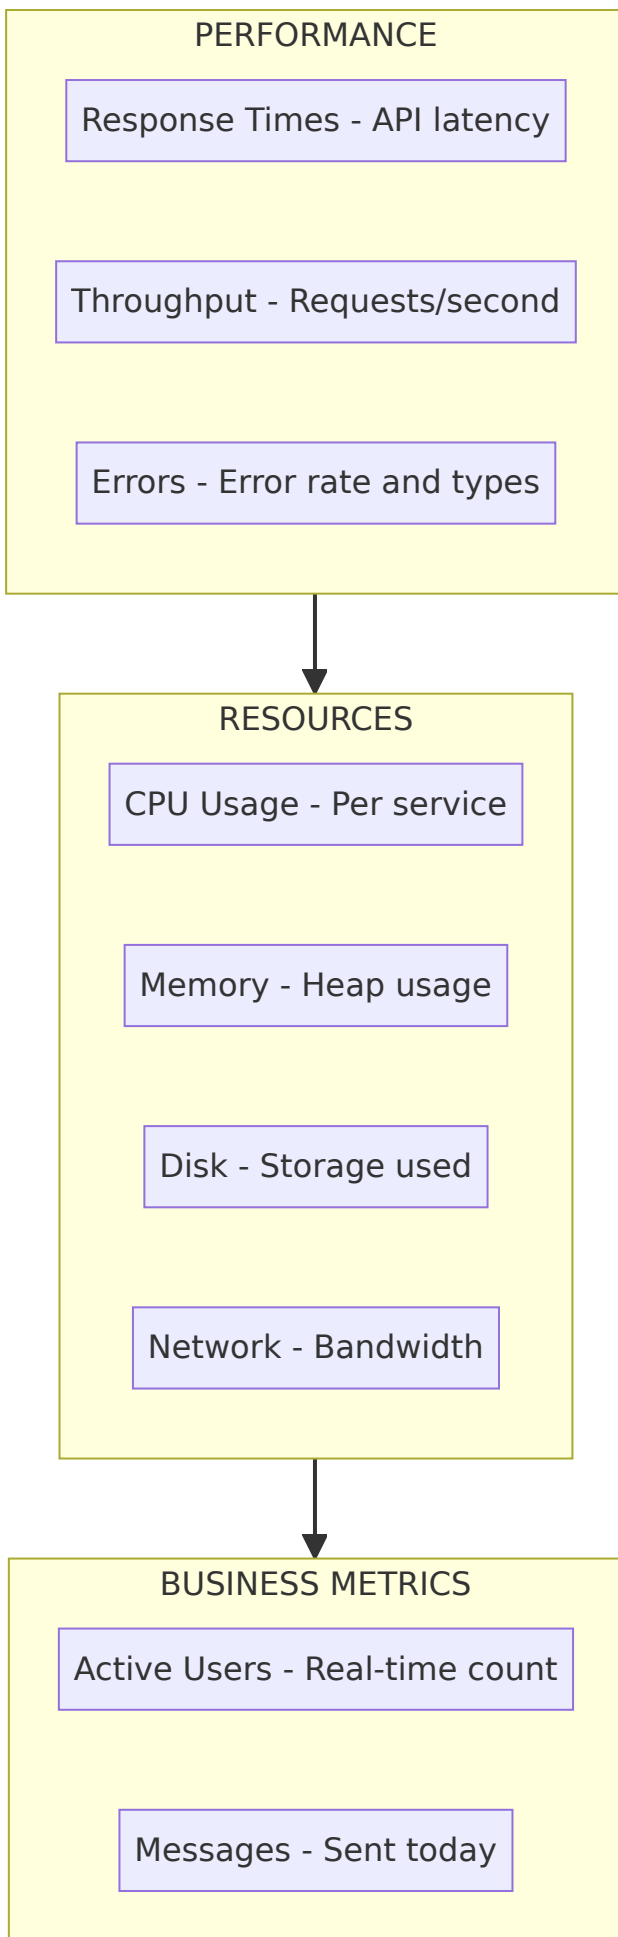 PERFORMANCE
Response Times - API latency
Throughput - Requests/second
Errors - Error rate and types
RESOURCES
CPU Usage - Per service
Memory - Heap usage
Disk - Storage used
Network - Bandwidth
BUSINESS METRICS
Active Users - Real-time count
Messages - Sent today